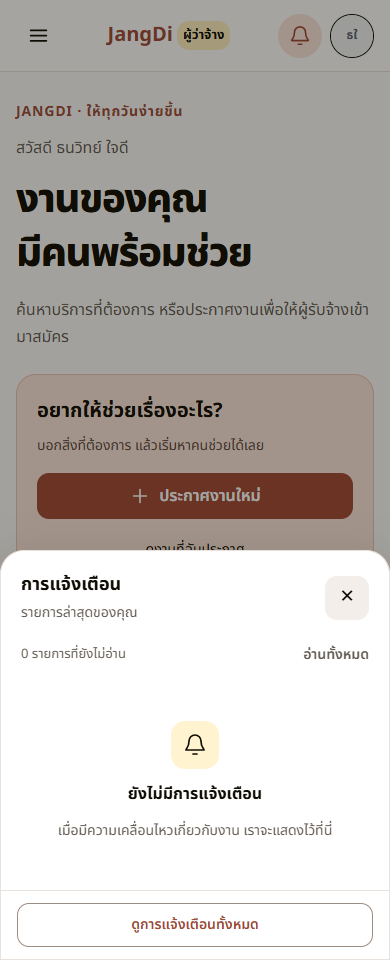 JangDi ผู้ว่าจ้าง
ธใ
JANGDI · ให้ทุกวันง่ายขึ้น
สวัสดี ธนวิทย์ ใจดี
งานของคุณ
มีคนพร้อมช่วย
ค้นหาบริการที่ต้องการ หรือประกาศงานเพื่อให้ผู้รับจ้างเข้า
มาสมัคร
อยากให้ช่วยเรื่องอะไร?
บอกสิ่งที่ต้องการ แล้วเริ่มหาคนช่วยได้เลย
ประกาศงานใหม่
ดูงานที่ฉันประกาศ
การแจ้งเตือน
รายการล่าสุดของคุณ
0 รายการที่ยังไม่อ่าน
อ่านทั้งหมด
ยังไม่มีการแจ้งเตือน
เมื่อมีความเคลื่อนไหวเกี่ยวกับงาน เราจะแสดงไว้ที่นี่
ดูการแจ้งเตือนทั้งหมด